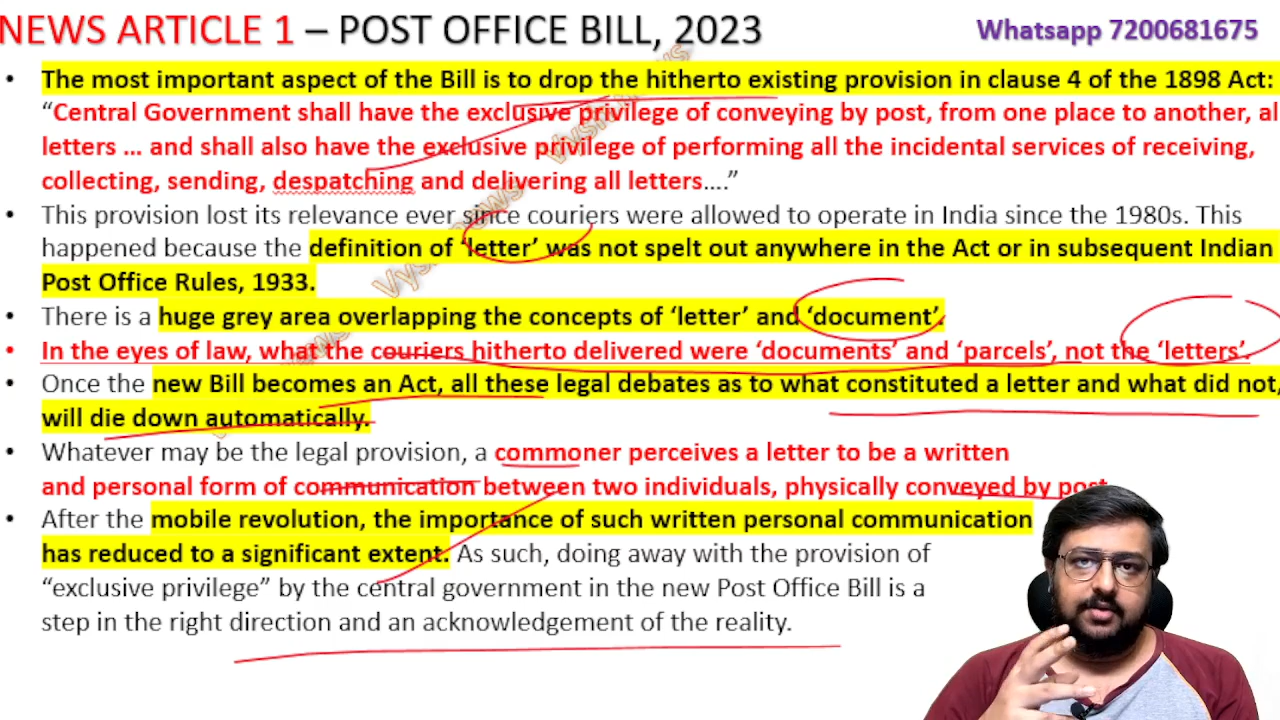 NEWS ARTICLE 1 – POST OFFICE BILL, 2023
Whatsapp 7200681675
• The most important aspect of the Bill is to drop the hitherto existing provision in clause 4 of the 1898 Act:
“Central Government shall have the exclusive privilege of conveying by post, from one place to another, al
letters … and shall also have the exclusive privilege of performing all the incidental services of receiving,
collecting, sending, despatching and delivering all letters….”
• This provision lost its relevance ever since couriers were allowed to operate in India since the 1980s. This
happened because the definition of ‘letter’ was not spelt out anywhere in the Act or in subsequent Indian
Post Office Rules, 1933.
• There is a huge grey area overlapping the concepts of ‘letter’ and ‘document’.
• In the eyes of law, what the couriers hitherto delivered were ‘documents’ and ‘parcels’, not the ‘letters’.
• Once the new Bill becomes an Act, all these legal debates as to what constituted a letter and what did not,
will die down automatically.
• Whatever may be the legal provision, a commoner perceives a letter to be a written
and personal form of communication between two individuals, physically conveyed by post.
• After the mobile revolution, the importance of such written personal communication
has reduced to a significant extent. As such, doing away with the provision of
“exclusive privilege” by the central government in the new Post Office Bill is a
step in the right direction and an acknowledgement of the reality.